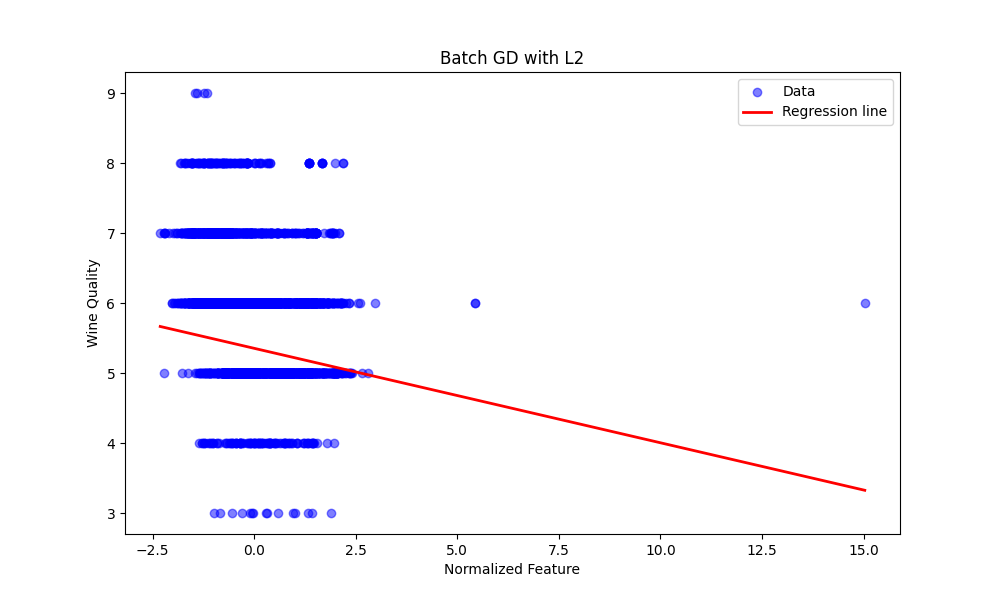 Batch GD with L2
Data
Regression line
Wine Quality
9
8
7
6
5
4
3
−2.5 0.0 2.5 5.0 7.5 10.0 12.5 15.0
Normalized Feature